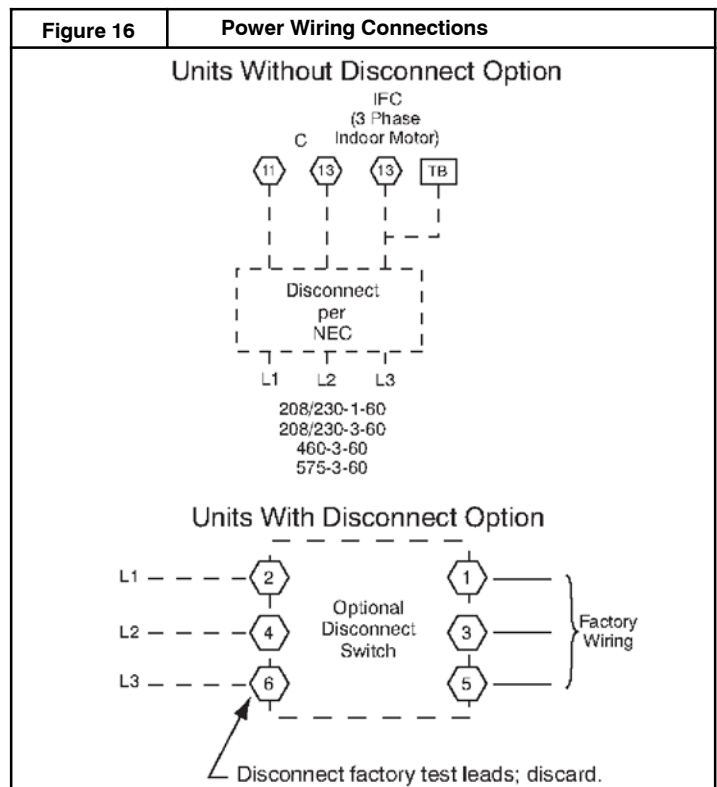 Figure 16
Power Wiring Connections
Units Without Disconnect Option
IFC
(3 Phase
Indoor Motor)
C
11 13 13 TB
Disconnect
per
NEC
L1 L2 L3
208/230-1-60
208/230-3-60
460-3-60
575-3-60
Units With Disconnect Option
L1 2 1
L2 4 3
L3 6 5
Optional
Disconnect
Switch
Factory
Wiring
Disconnect factory test leads; discard.